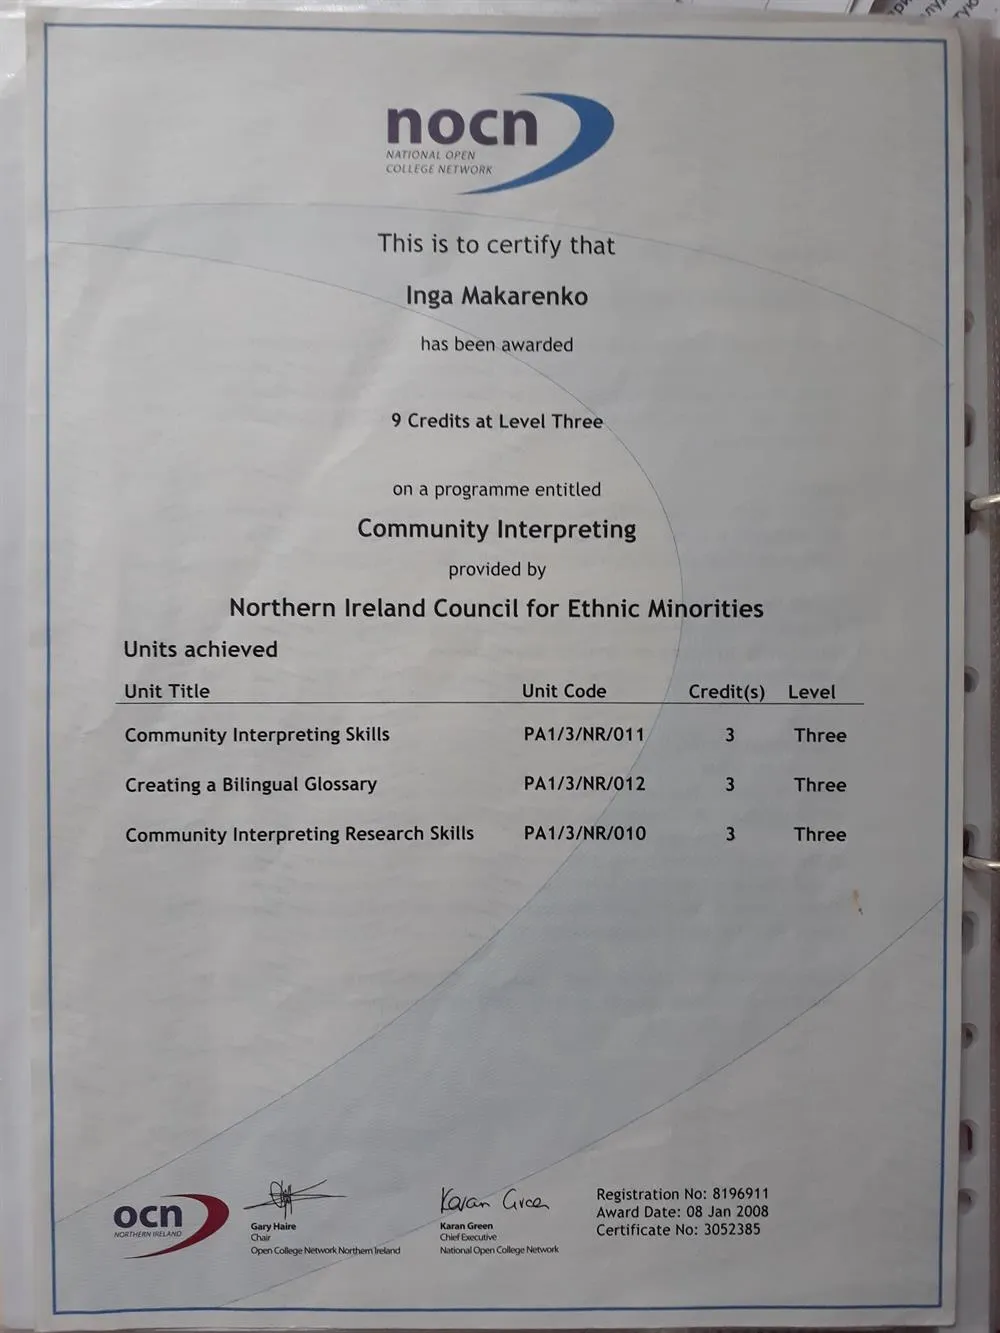 nocn
NATIONAL OPEN
COLLEGE NETWORK
This is to certify that
Inga Makarenko
has been awarded
9 Credits at Level Three
on a programme entitled
Community Interpreting
provided by
Northern Ireland Council for Ethnic Minorities
Units achieved
Unit Title Unit Code Credit(s) Level
Community Interpreting Skills PA1/3/NR/011 3 Three
Creating a Bilingual Glossary PA1/3/NR/012 3 Three
Community Interpreting Research Skills PA1/3/NR/010 3 Three
ocn
NORTHERN IRELAND
Gary Haire
Chair
Open College Network Northern Ireland
Karan Green
Karan Green
Chief Executive
National Open College Network
Registration No: 8196911
Award Date: 08 Jan 2008
Certificate No: 3052385